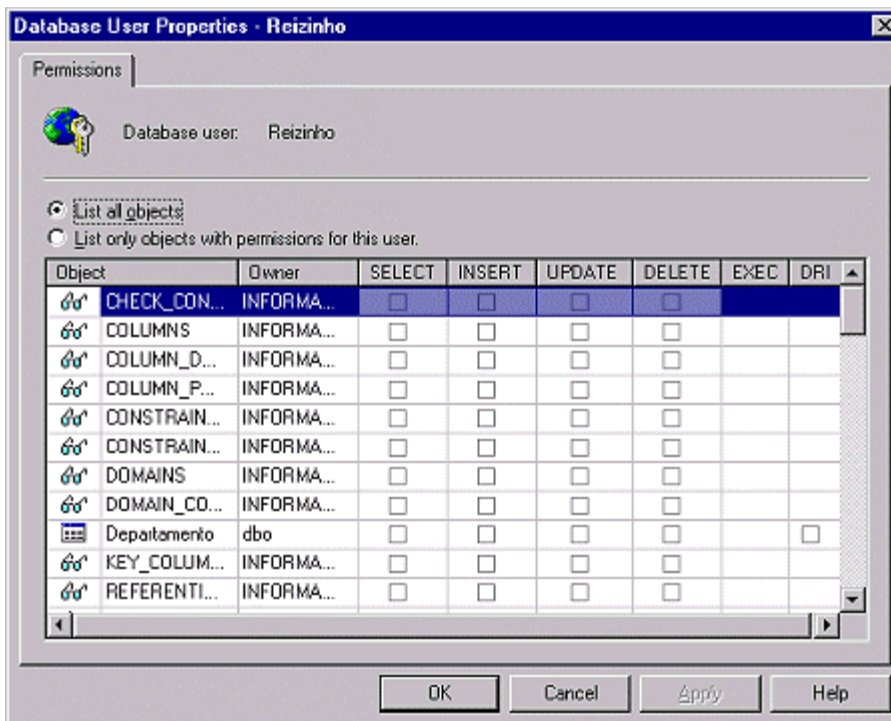 Database User Properties - Reizinho
Permissions
Database user: Reizinho
List all objects
List only objects with permissions for this user.
Object Owner SELECT INSERT UPDATE DELETE EXEC DRI
CHECK_CON... INFORMA...
COLUMNS INFORMA...
COLUMN_D... INFORMA...
COLUMN_P... INFORMA...
CONSTRAIN... INFORMA...
CONSTRAIN... INFORMA...
DOMAINS INFORMA...
DOMAIN_CO... INFORMA...
Departamento dbo
KEY_COLUM... INFORMA...
REFERENTI... INFORMA...
OK Cancel Apply Help